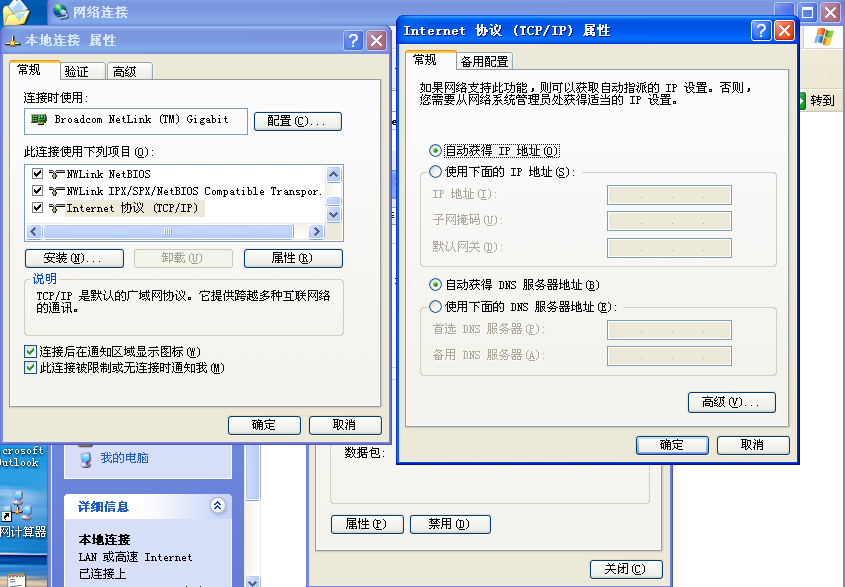 网络连接
本地连接 属性
常规
验证
高级
连接时使用:
Broadcom NetLink (TM) Gigabit
配置(C)...
此连接使用下列项目(O):
NWLink NetBIOS
NWLink IPX/SPX/NetBIOS Compatible Transpor.
Internet 协议 (TCP/IP)
安装(N)...
卸载(U)
属性(R)
说明
TCP/IP 是默认的广域网协议。它提供跨越多种互联网络
的通讯。
连接后在通知区域显示图标(W)
此连接被限制或无连接时通知我(M)
确定
取消
Internet 协议 (TCP/IP) 属性
常规
备用配置
如果网络支持此功能，则可以获取自动指派的 IP 设置。否则，
您需要从网络系统管理员处获得适当的 IP 设置。
自动获得 IP 地址(O)
使用下面的 IP 地址(S):
IP 地址(I):
子网掩码(U):
默认网关(D):
自动获得 DNS 服务器地址(B)
使用下面的 DNS 服务器地址(E):
首选 DNS 服务器(P):
备用 DNS 服务器(A):
高级(V)...
确定
取消
转到
数据包:
属性(P)
禁用(D)
关闭(C)
crosoft
utlook
网计算器
我的电脑
详细信息
本地连接
LAN 或高速 Internet
已连接上